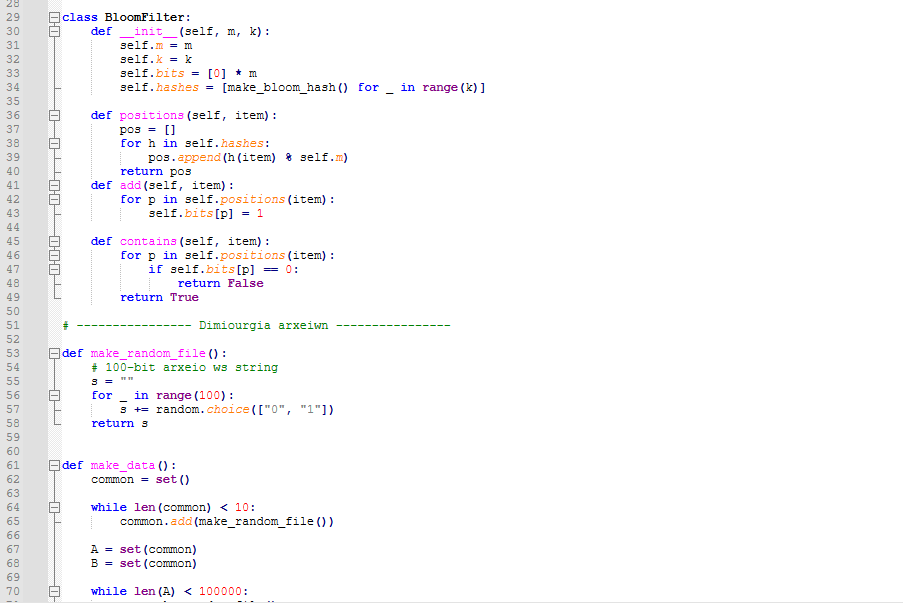 28
29 class BloomFilter:
30     def __init__(self, m, k):
31         self.m = m
32         self.k = k
33         self.bits = [0] * m
34         self.hashes = [make_bloom_hash() for _ in range(k)]
35
36     def positions(self, item):
37         pos = []
38         for h in self.hashes:
39             pos.append(h(item) % self.m)
40         return pos
41     def add(self, item):
42         for p in self.positions(item):
43             self.bits[p] = 1
44
45     def contains(self, item):
46         for p in self.positions(item):
47             if self.bits[p] == 0:
48                 return False
49         return True
50
51 # ---------------- Dimiourgia arxeiwn ----------------
52
53 def make_random_file():
54     # 100-bit arxeio ws string
55     s = ""
56     for _ in range(100):
57         s += random.choice(["0", "1"])
58     return s
59
60
61 def make_data():
62     common = set()
63
64     while len(common) < 10:
65         common.add(make_random_file())
66
67     A = set(common)
68     B = set(common)
69
70     while len(A) < 100000: